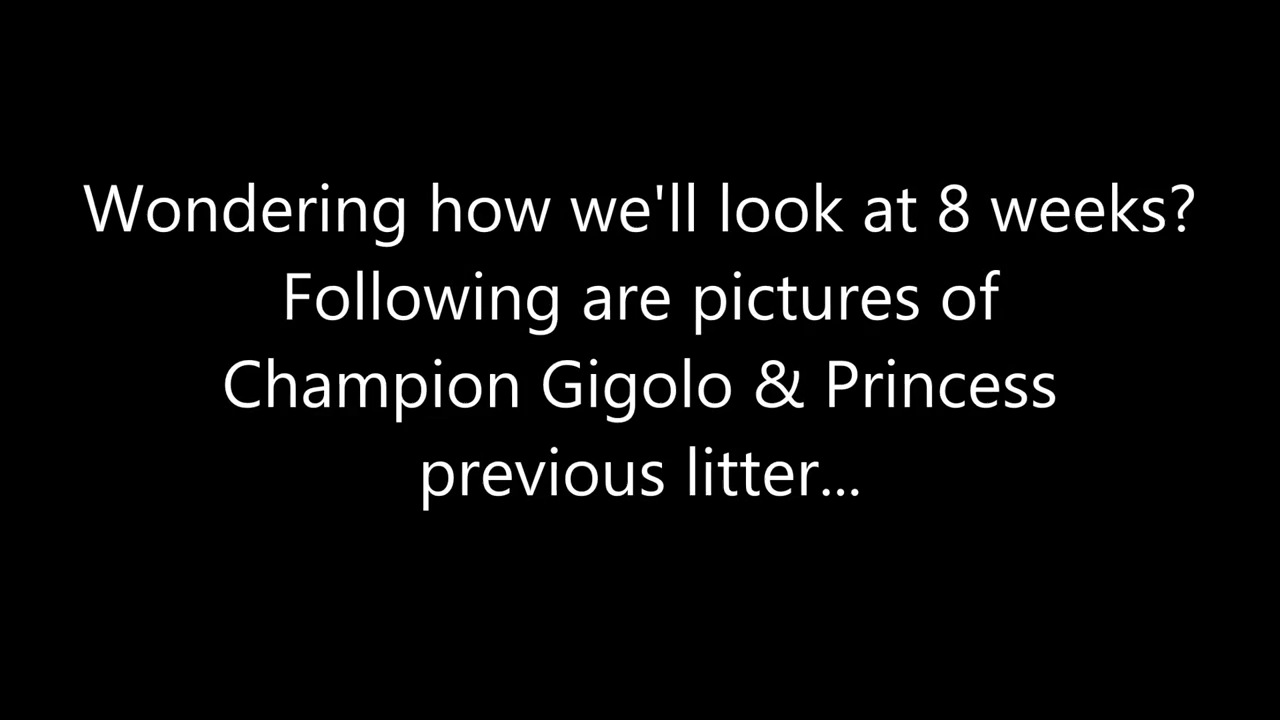 Wondering how we'll look at 8 weeks?
Following are pictures of
Champion Gigolo & Princess
previous litter...